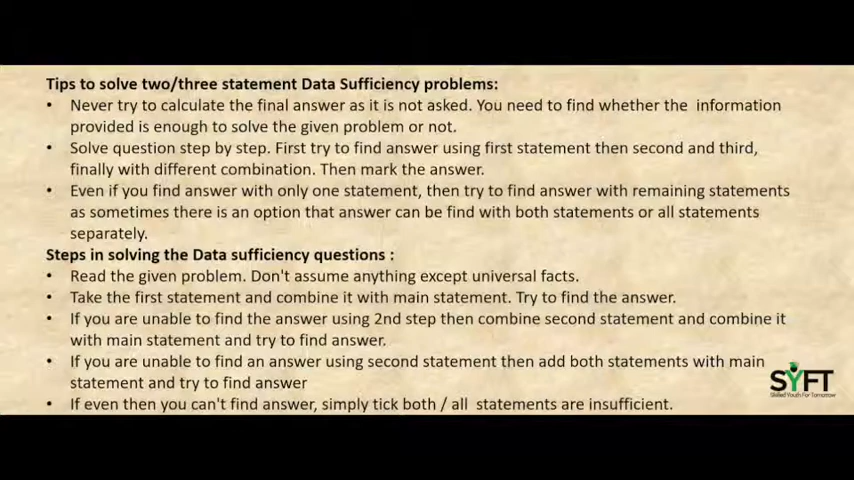 Tips to solve two/three statement Data Sufficiency problems:
• Never try to calculate the final answer as it is not asked. You need to find whether the information
provided is enough to solve the given problem or not.
• Solve question step by step. First try to find answer using first statement then second and third,
finally with different combination. Then mark the answer.
• Even if you find answer with only one statement, then try to find answer with remaining statements
as sometimes there is an option that answer can be find with both statements or all statements
separately.
Steps in solving the Data sufficiency questions :
• Read the given problem. Don't assume anything except universal facts.
• Take the first statement and combine it with main statement. Try to find the answer.
• If you are unable to find the answer using 2nd step then combine second statement and combine it
with main statement and try to find answer.
• If you are unable to find an answer using second statement then add both statements with main
statement and try to find answer
• If even then you can't find answer, simply tick both / all statements are insufficient.
SYFT
Skilled Youth For Tomorrow